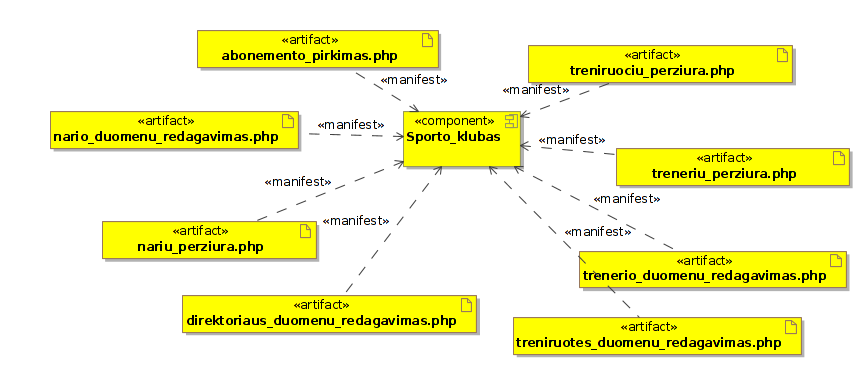 «artifact»
abonemento_pirkimas.php
«artifact»
treniruociu_perziura.php
«manifest»
«manifest»
«artifact»
nario_duomenu_redagavimas.php
«manifest»
«component»
Sporto_klubas
«manifest»
«artifact»
treneriu_perziura.php
«manifest»
«manifest»
«artifact»
nariu_perziura.php
«manifest»
«manifest»
«artifact»
trenerio_duomenu_redagavimas.php
«artifact»
direktoriaus_duomenu_redagavimas.php
«artifact»
treniruotes_duomenu_redagavimas.php